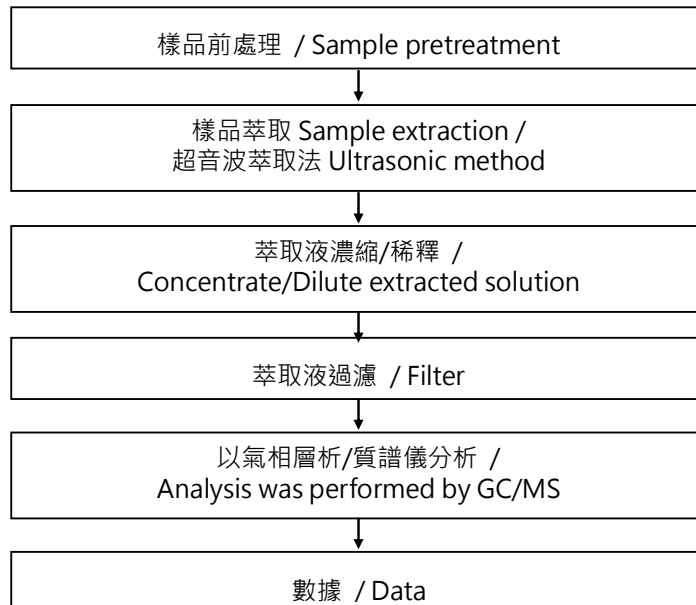 樣品前處理 / Sample pretreatment
樣品萃取 Sample extraction /
超音波萃取法 Ultrasonic method
萃取液濃縮/稀釋 /
Concentrate/Dilute extracted solution
萃取液過濾 / Filter
以氣相層析/質譜儀分析 /
Analysis was performed by GC/MS
數據 / Data